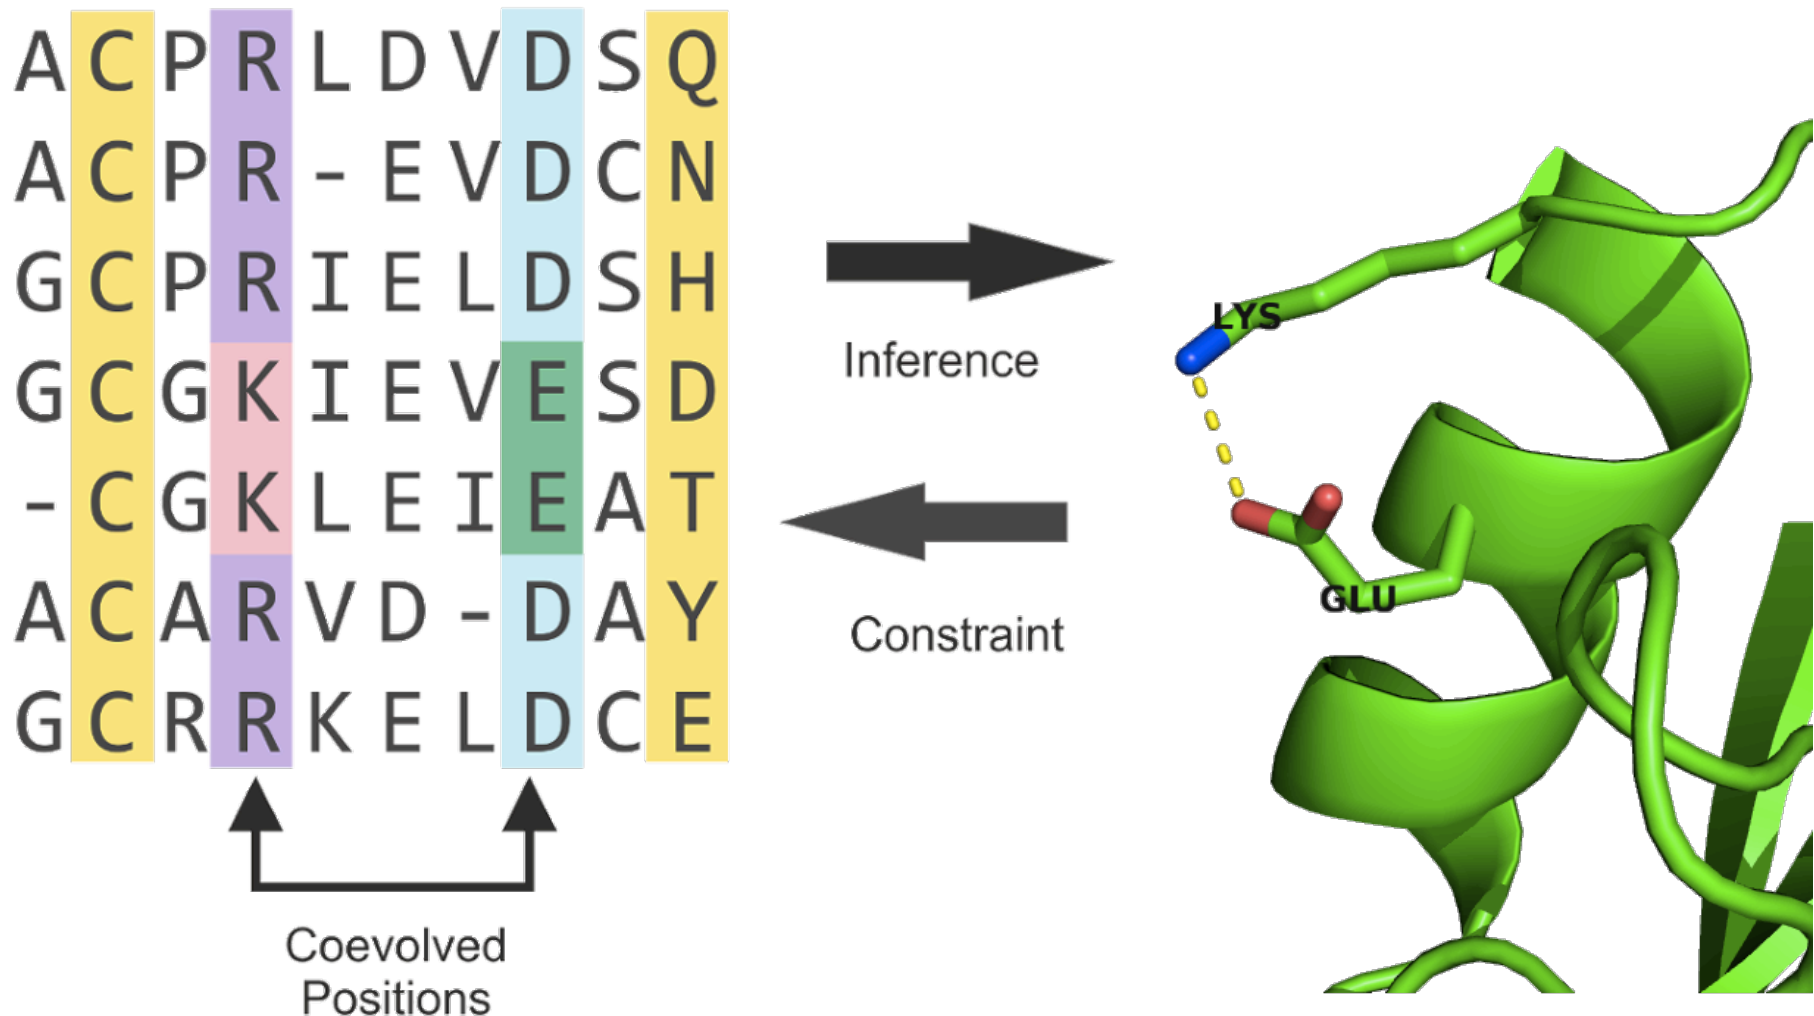 A C P R L D V D S Q
A C P R - E V D C N
G C P R I E L D S H
G C G K I E V E S D
- C G K L E I E A T
A C A R V D - D A Y
G C R R K E L D C E
Coevolved
Positions
Inference
Constraint
LYS
GLU